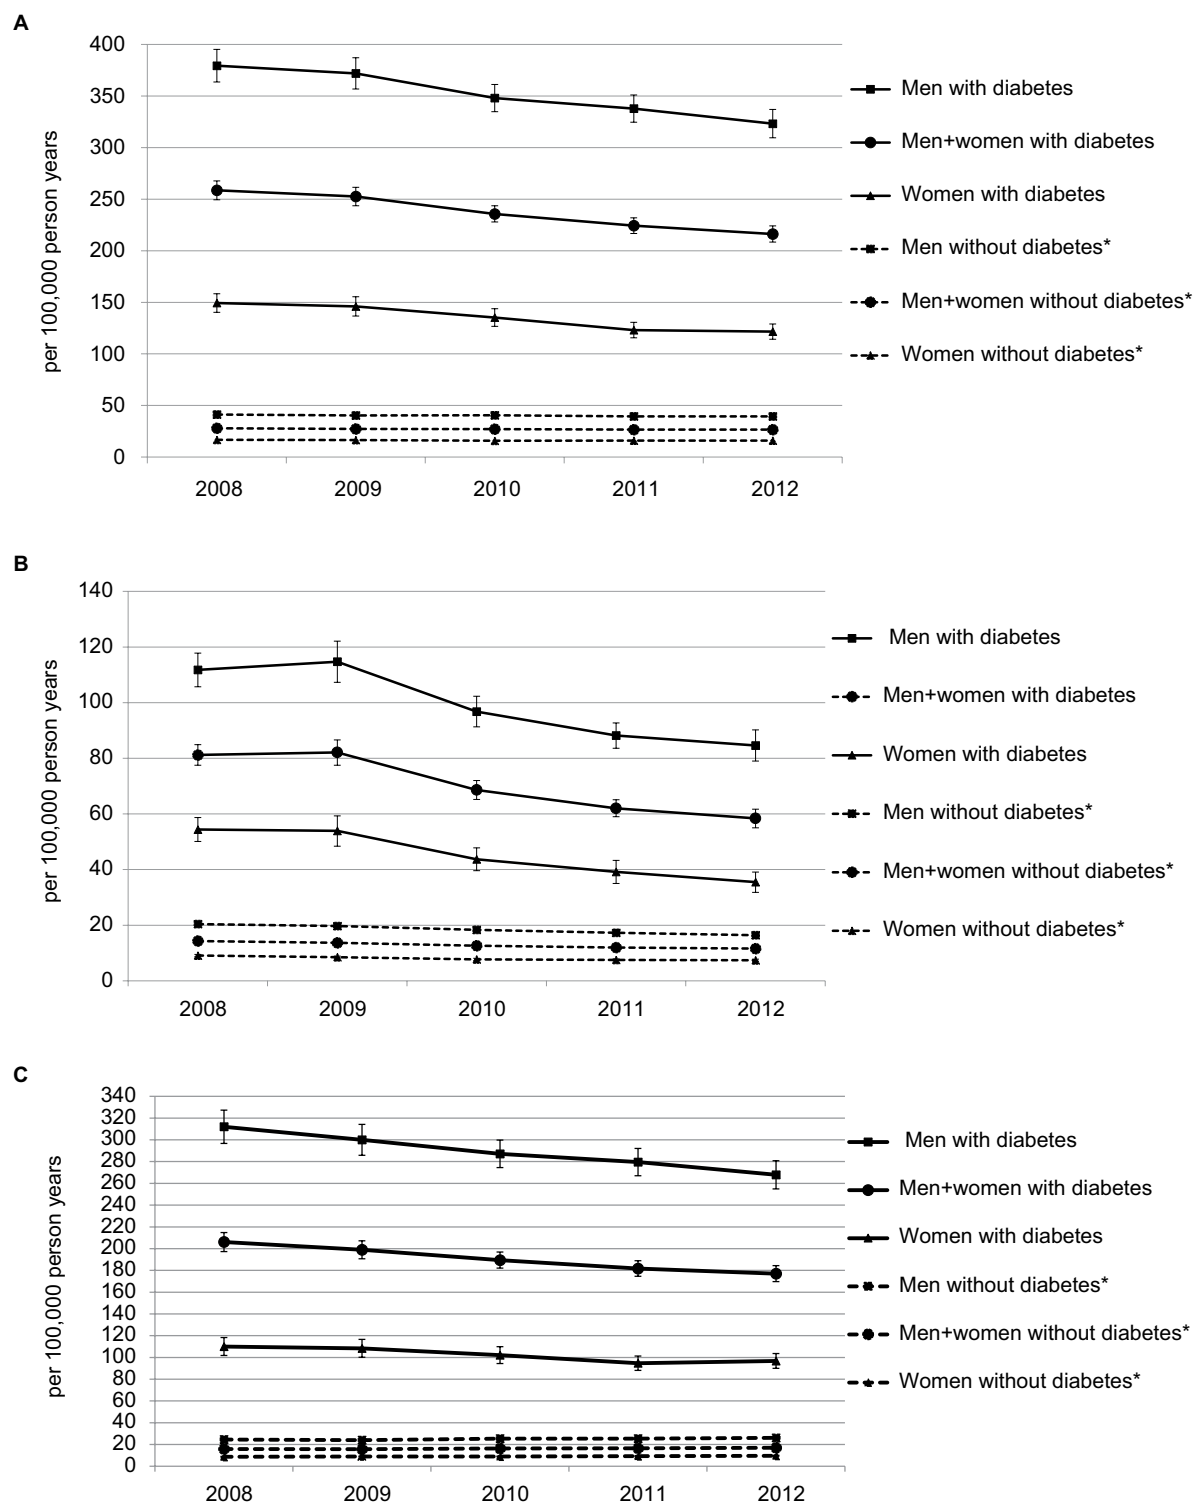 A
400
350
300
250
200
150
100
50
0
per 100,000 person years
2008 2009 2010 2011 2012
Men with diabetes
Men+women with diabetes
Women with diabetes
Men without diabetes*
Men+women without diabetes*
Women without diabetes*
B
140
120
100
80
60
40
20
0
per 100,000 person years
2008 2009 2010 2011 2012
Men with diabetes
Men+women with diabetes
Women with diabetes
Men without diabetes*
Men+women without diabetes*
Women without diabetes*
C
340
320
300
280
260
240
220
200
180
160
140
120
100
80
60
40
20
0
per 100,000 person years
2008 2009 2010 2011 2012
Men with diabetes
Men+women with diabetes
Women with diabetes
Men without diabetes*
Men+women without diabetes*
Women without diabetes*